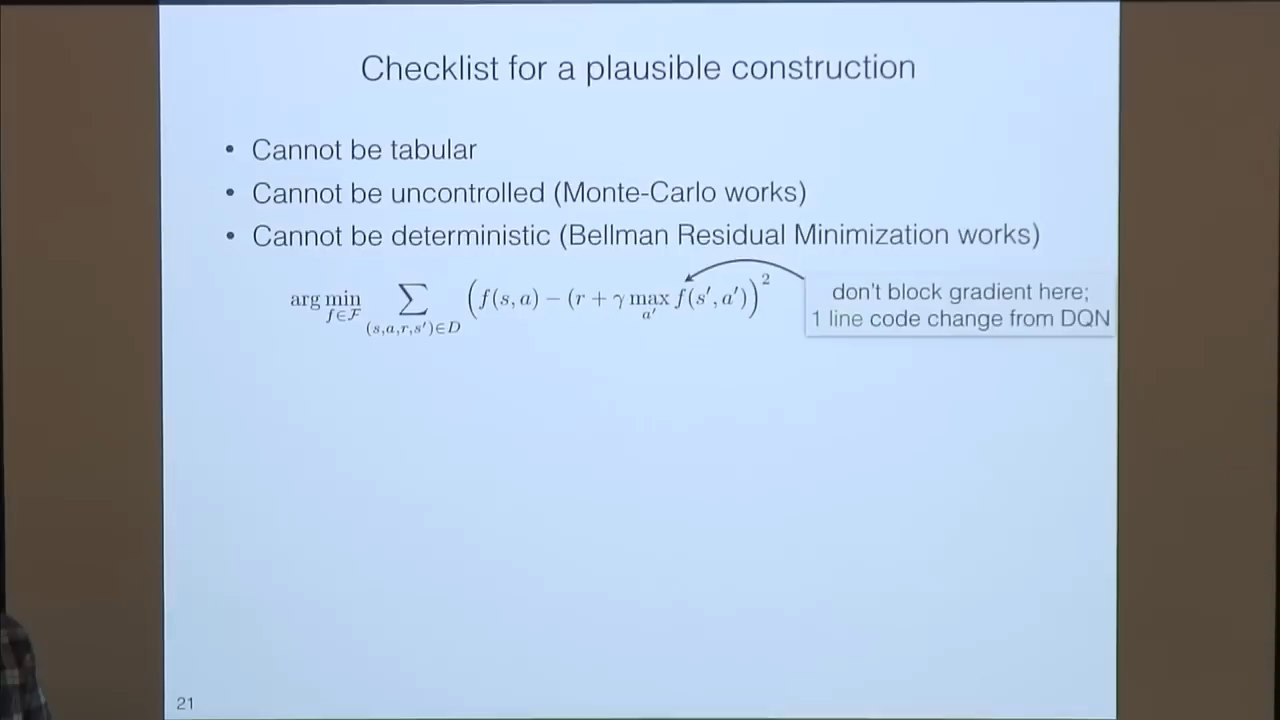 Checklist for a plausible construction
• Cannot be tabular
• Cannot be uncontrolled (Monte-Carlo works)
• Cannot be deterministic (Bellman Residual Minimization works)
arg min_{f∈F} ∑_{(s,a,r,s′)∈D} (f(s, a) − (r + γ max_{a′} f(s′, a′))^2
don't block gradient here;
1 line code change from DQN
21